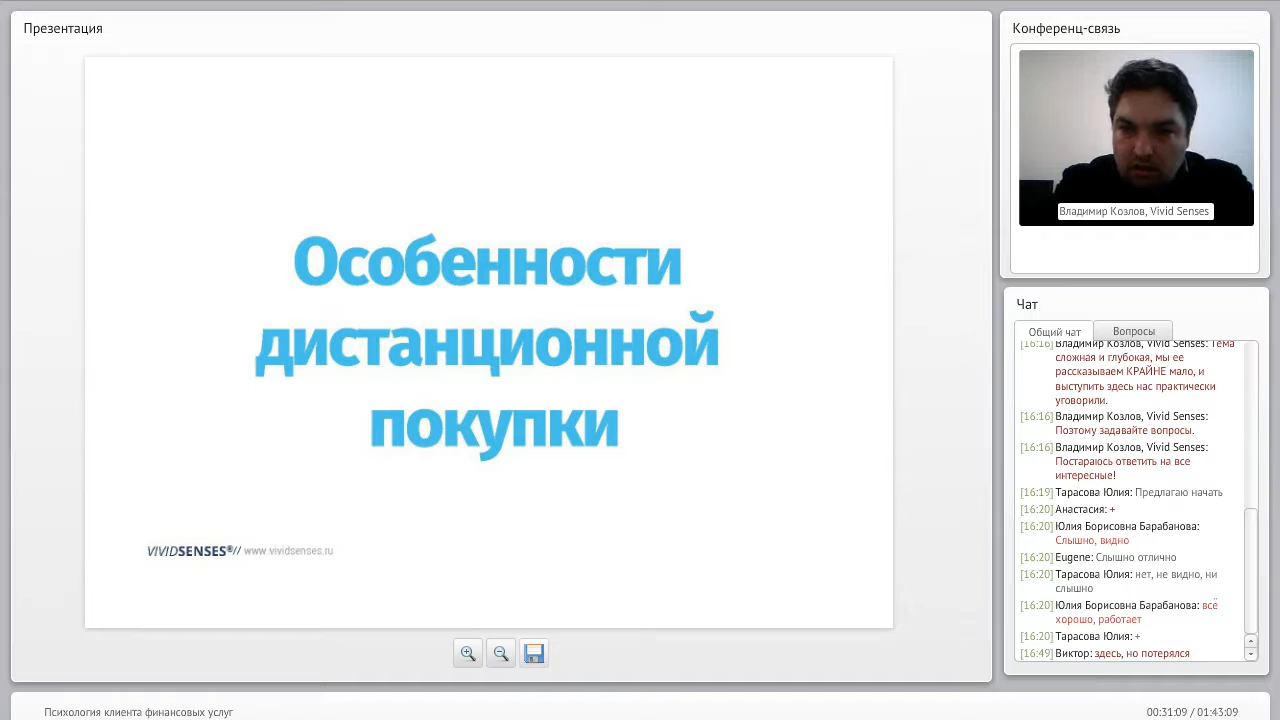 Презентация
Особенности
дистанционной
покупки
VIVIDSENSES®// www.vividsenses.ru
Конференц-связь
Владимир Козлов, Vivid Senses
Чат
Общий чат
Вопросы
[16:16] Владимир Козлов, Vivid Senses: Тема
сложная и глубокая, мы ее
рассказываем КРАЙНЕ мало, и
выступить здесь нас практически
уговорили.
[16:16] Владимир Козлов, Vivid Senses:
Поэтому задавайте вопросы.
[16:16] Владимир Козлов, Vivid Senses:
Постараюсь ответить на все
интересные!
[16:19] Тарасова Юлия: Предлагаю начать
[16:20] Анастасия: +
[16:20] Юлия Борисовна Барабанова:
Слышно, видно
[16:20] Eugene: Слышно отлично
[16:20] Тарасова Юлия: нет, не видно, ни
слышно
[16:20] Юлия Борисовна Барабанова: всё
хорошо, работает
[16:20] Тарасова Юлия: +
[16:49] Виктор: здесь, но потерялся
Психология клиента финансовых услуг
00:31:09 / 01:43:09